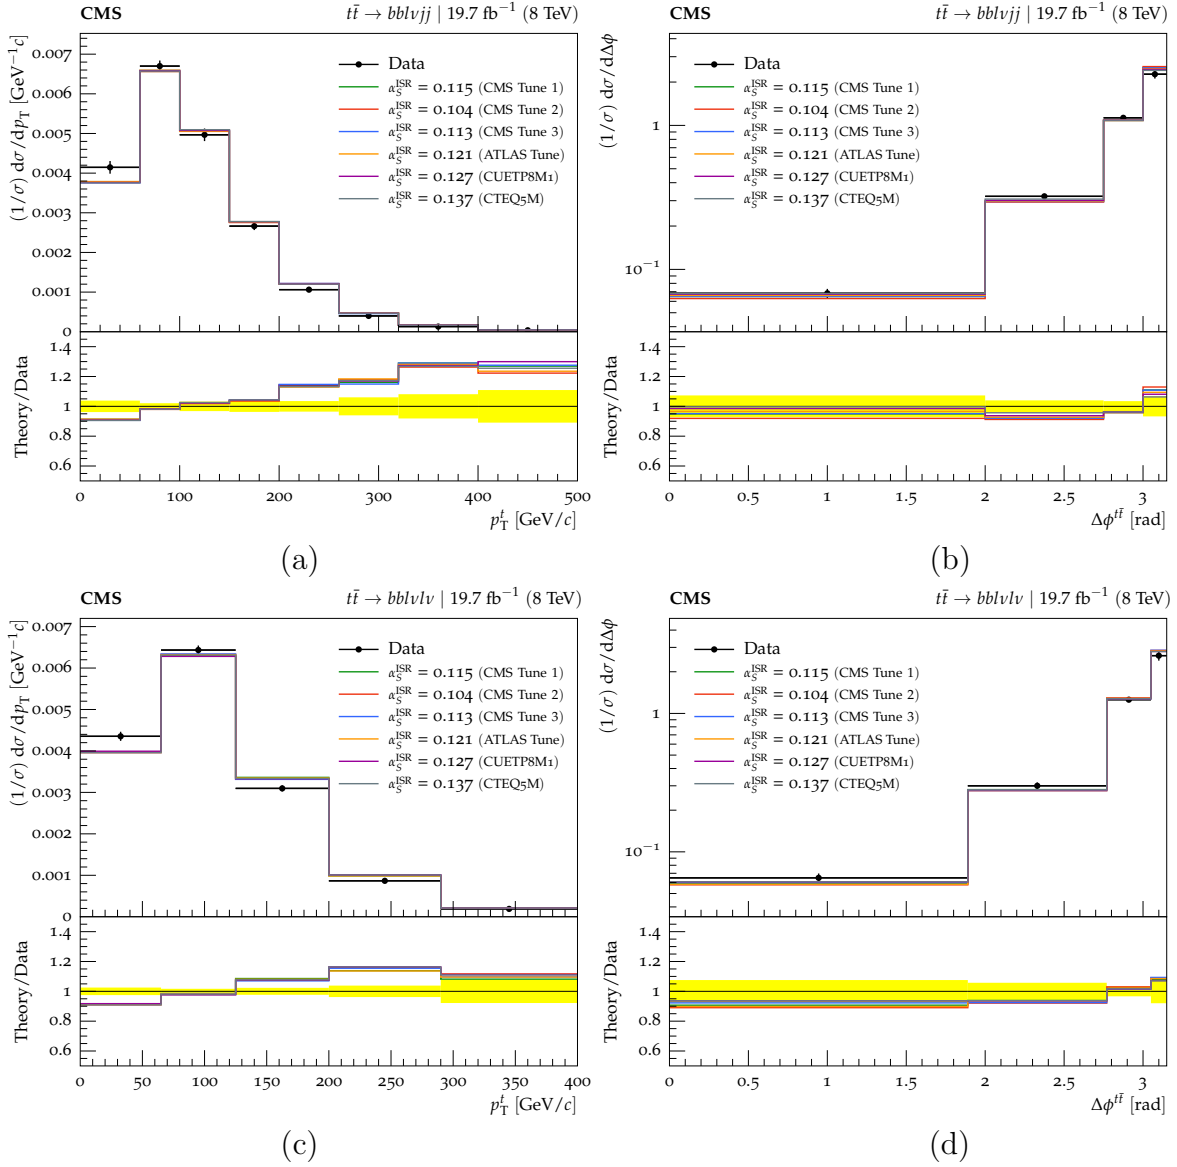 CMS tt̄ → bblνjj | 19.7 fb⁻¹ (8 TeV)
(1/σ) dσ/dp_T [GeV⁻¹c]
0.007
0.006
0.005
0.004
0.003
0.002
0.001
0
Data
α_S^ISR = 0.115 (CMS Tune 1)
α_S^ISR = 0.104 (CMS Tune 2)
α_S^ISR = 0.113 (CMS Tune 3)
α_S^ISR = 0.121 (ATLAS Tune)
α_S^ISR = 0.127 (CUETP8M1)
α_S^ISR = 0.137 (CTEQ5M)
Theory/Data
1.4
1.2
1
0.8
0.6
0 100 200 300 400 500
p_T^t [GeV/c]
(a)
CMS tt̄ → bblνjj | 19.7 fb⁻¹ (8 TeV)
(1/σ) dσ/dΔϕ
1
10⁻¹
Data
α_S^ISR = 0.115 (CMS Tune 1)
α_S^ISR = 0.104 (CMS Tune 2)
α_S^ISR = 0.113 (CMS Tune 3)
α_S^ISR = 0.121 (ATLAS Tune)
α_S^ISR = 0.127 (CUETP8M1)
α_S^ISR = 0.137 (CTEQ5M)
Theory/Data
1.4
1.2
1
0.8
0.6
0 0.5 1 1.5 2 2.5 3
Δϕ^tt̄ [rad]
(b)
CMS tt̄ → bblνlν | 19.7 fb⁻¹ (8 TeV)
(1/σ) dσ/dp_T [GeV⁻¹c]
0.007
0.006
0.005
0.004
0.003
0.002
0.001
0
Data
α_S^ISR = 0.115 (CMS Tune 1)
α_S^ISR = 0.104 (CMS Tune 2)
α_S^ISR = 0.113 (CMS Tune 3)
α_S^ISR = 0.121 (ATLAS Tune)
α_S^ISR = 0.127 (CUETP8M1)
α_S^ISR = 0.137 (CTEQ5M)
Theory/Data
1.4
1.2
1
0.8
0.6
0 50 100 150 200 250 300 350 400
p_T^t [GeV/c]
(c)
CMS tt̄ → bblνlν | 19.7 fb⁻¹ (8 TeV)
(1/σ) dσ/dΔϕ
1
10⁻¹
Data
α_S^ISR = 0.115 (CMS Tune 1)
α_S^ISR = 0.104 (CMS Tune 2)
α_S^ISR = 0.113 (CMS Tune 3)
α_S^ISR = 0.121 (ATLAS Tune)
α_S^ISR = 0.127 (CUETP8M1)
α_S^ISR = 0.137 (CTEQ5M)
Theory/Data
1.4
1.2
1
0.8
0.6
0 0.5 1 1.5 2 2.5 3
Δϕ^tt̄ [rad]
(d)